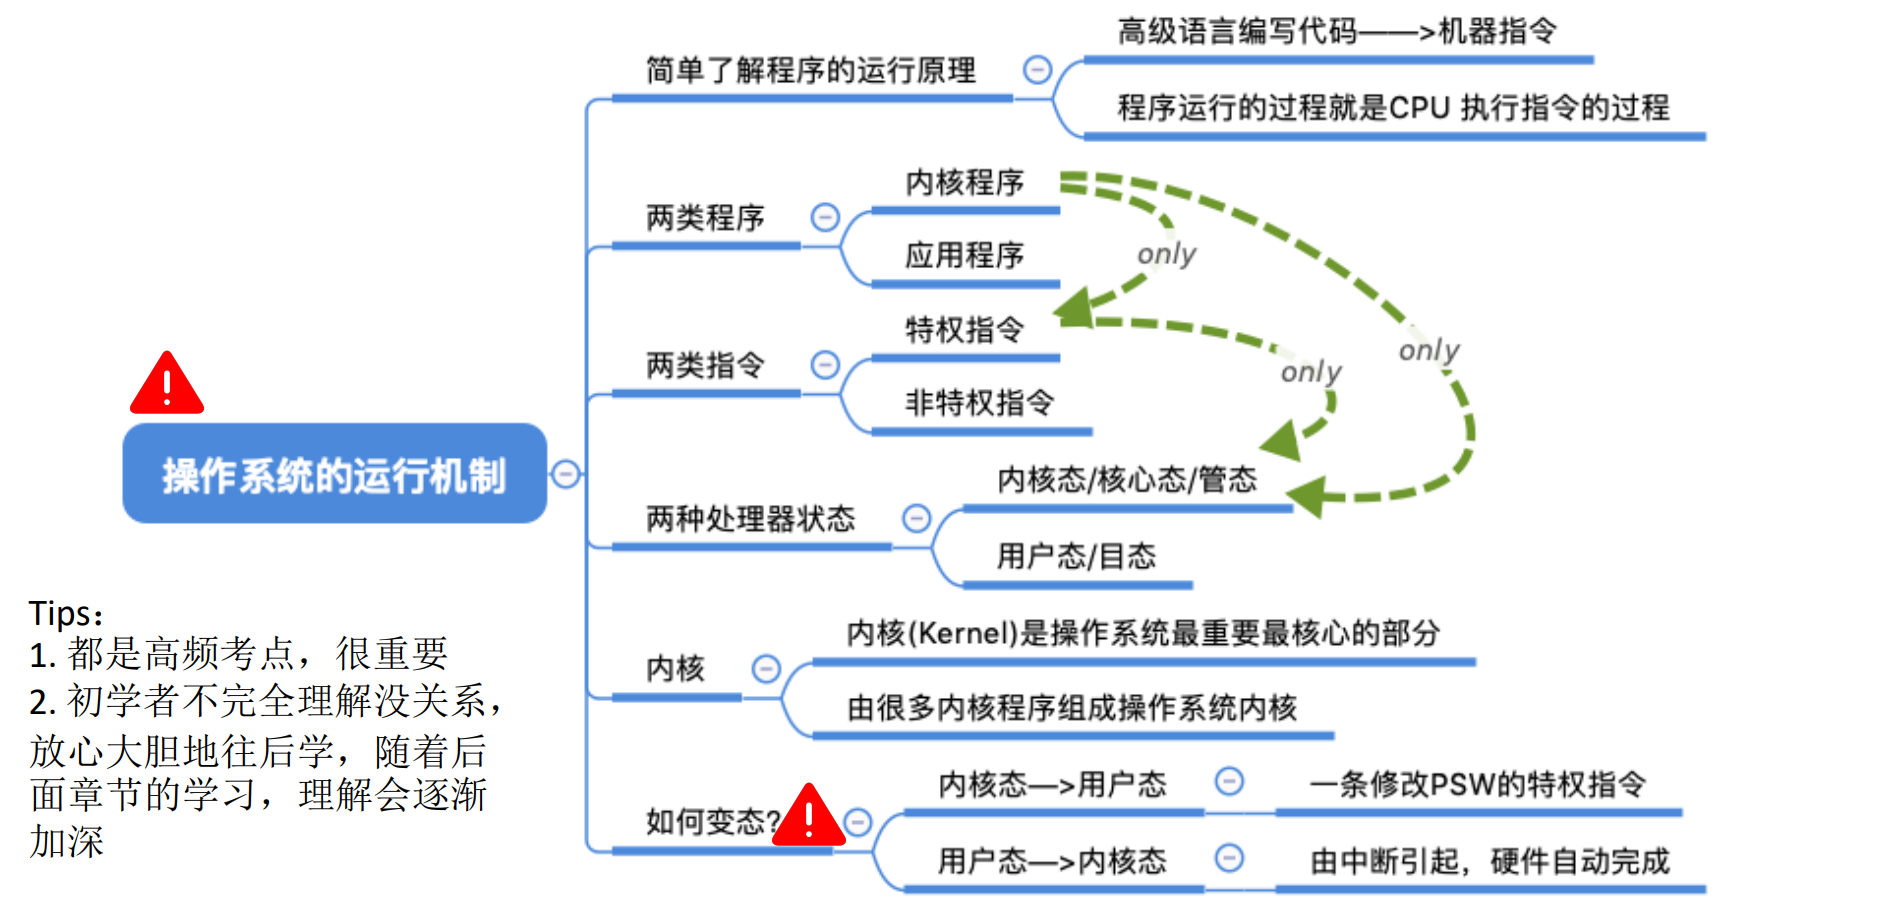 高级语言编写代码——>机器指令
简单了解程序的运行原理
程序运行的过程就是CPU 执行指令的过程
内核程序
两类程序
only
应用程序
特权指令
两类指令
only
only
非特权指令
操作系统的运行机制
内核态/核心态/管态
两种处理器状态
用户态/目态
Tips：
1. 都是高频考点，很重要
2. 初学者不完全理解没关系，
放心大胆地往后学，随着后
面章节的学习，理解会逐渐
加深
内核(Kernel)是操作系统最重要最核心的部分
内核
由很多内核程序组成操作系统内核
内核态—>用户态
一条修改PSW的特权指令
如何变态?
用户态—>内核态
由中断引起，硬件自动完成